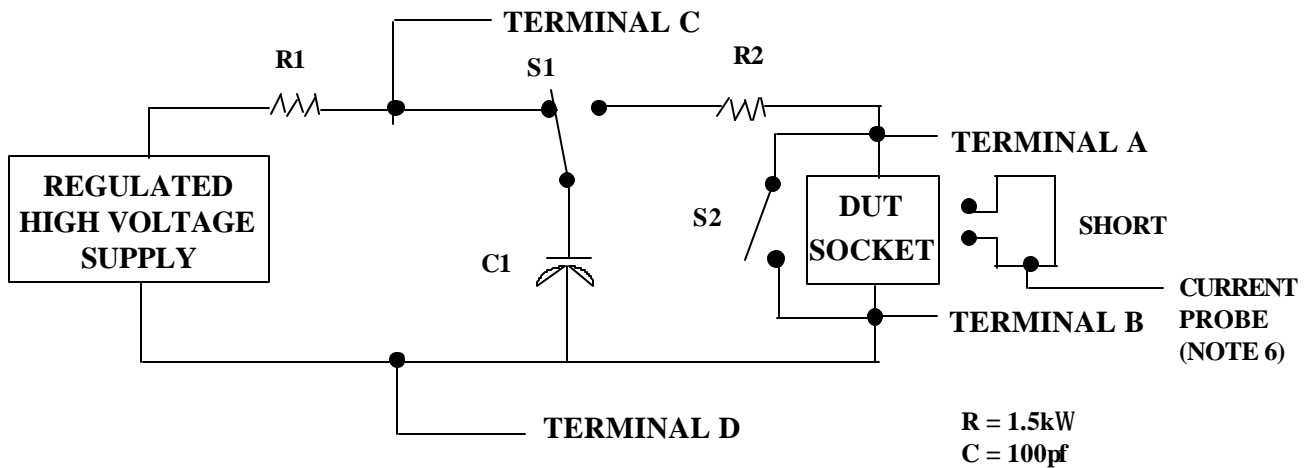 TERMINAL C
R1
S1
R2
REGULATED
HIGH VOLTAGE
SUPPLY
TERMINAL A
DUT
SOCKET
S2
SHORT
C1
CURRENT
PROBE
(NOTE 6)
TERMINAL B
TERMINAL D
R = 1.5kW
C = 100pf